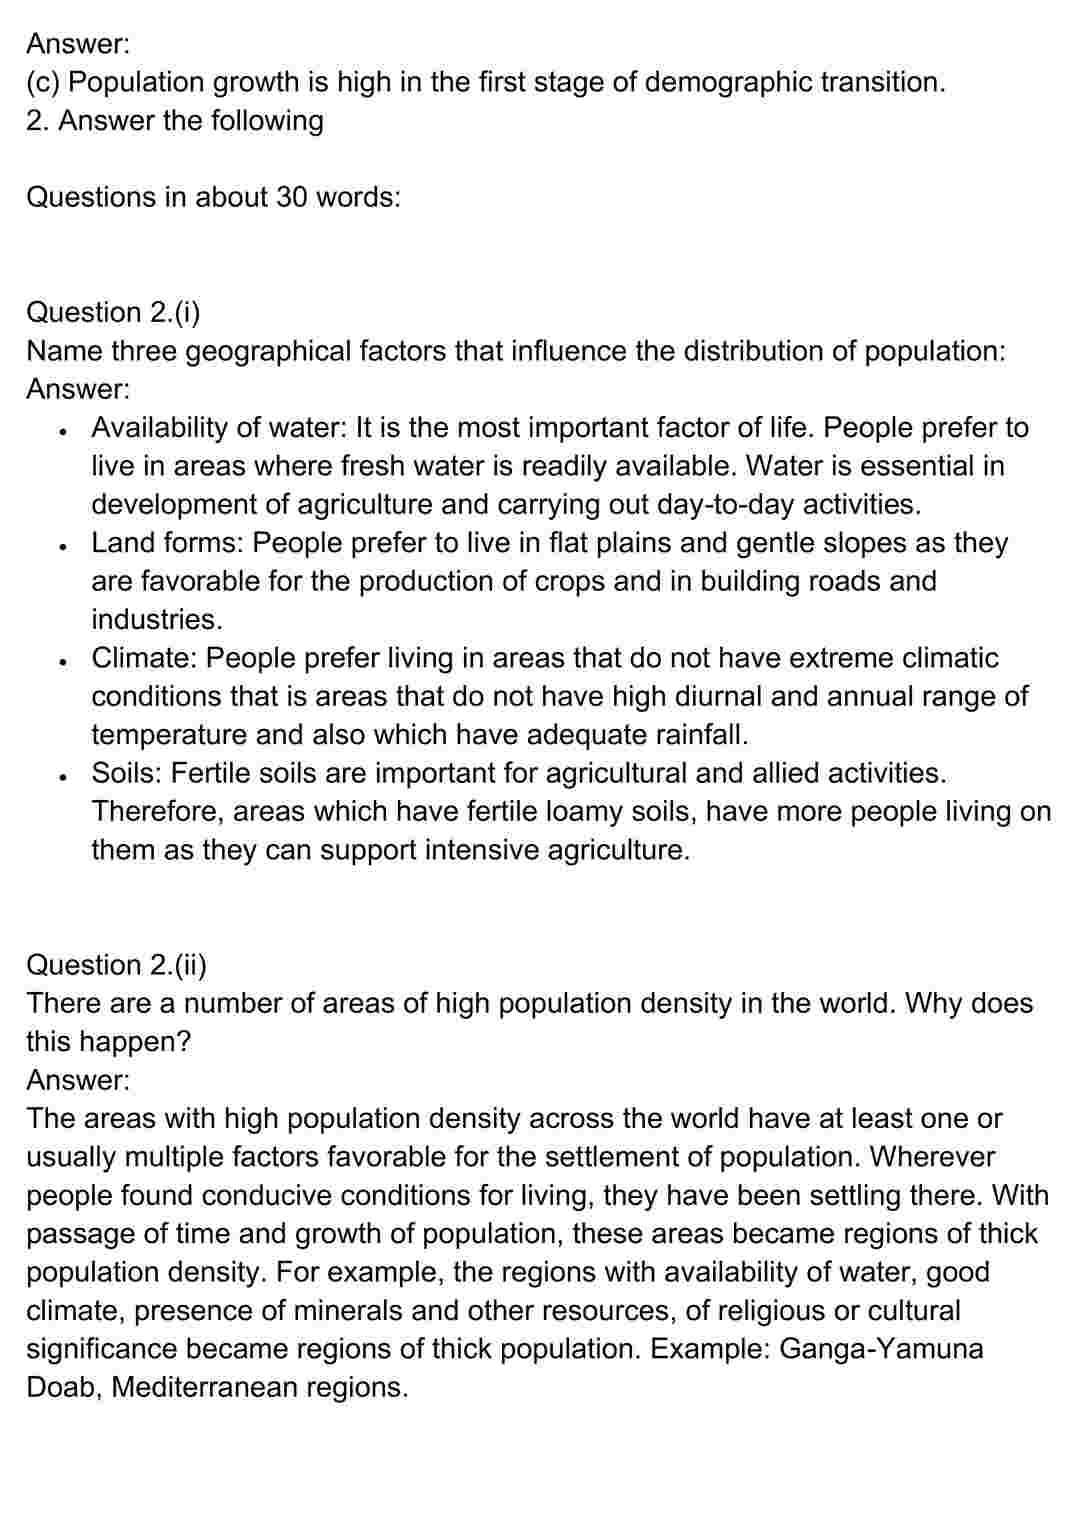 Answer:
(c) Population growth is high in the first stage of demographic transition.
2. Answer the following
Questions in about 30 words:
Question 2.(i)
Name three geographical factors that influence the distribution of population:
Answer:
• Availability of water: It is the most important factor of life. People prefer to
live in areas where fresh water is readily available. Water is essential in
development of agriculture and carrying out day-to-day activities.
• Land forms: People prefer to live in flat plains and gentle slopes as they
are favorable for the production of crops and in building roads and
industries.
• Climate: People prefer living in areas that do not have extreme climatic
conditions that is areas that do not have high diurnal and annual range of
temperature and also which have adequate rainfall.
• Soils: Fertile soils are important for agricultural and allied activities.
Therefore, areas which have fertile loamy soils, have more people living on
them as they can support intensive agriculture.
Question 2.(ii)
There are a number of areas of high population density in the world. Why does
this happen?
Answer:
The areas with high population density across the world have at least one or
usually multiple factors favorable for the settlement of population. Wherever
people found conducive conditions for living, they have been settling there. With
passage of time and growth of population, these areas became regions of thick
population density. For example, the regions with availability of water, good
climate, presence of minerals and other resources, of religious or cultural
significance became regions of thick population. Example: Ganga-Yamuna
Doab, Mediterranean regions.